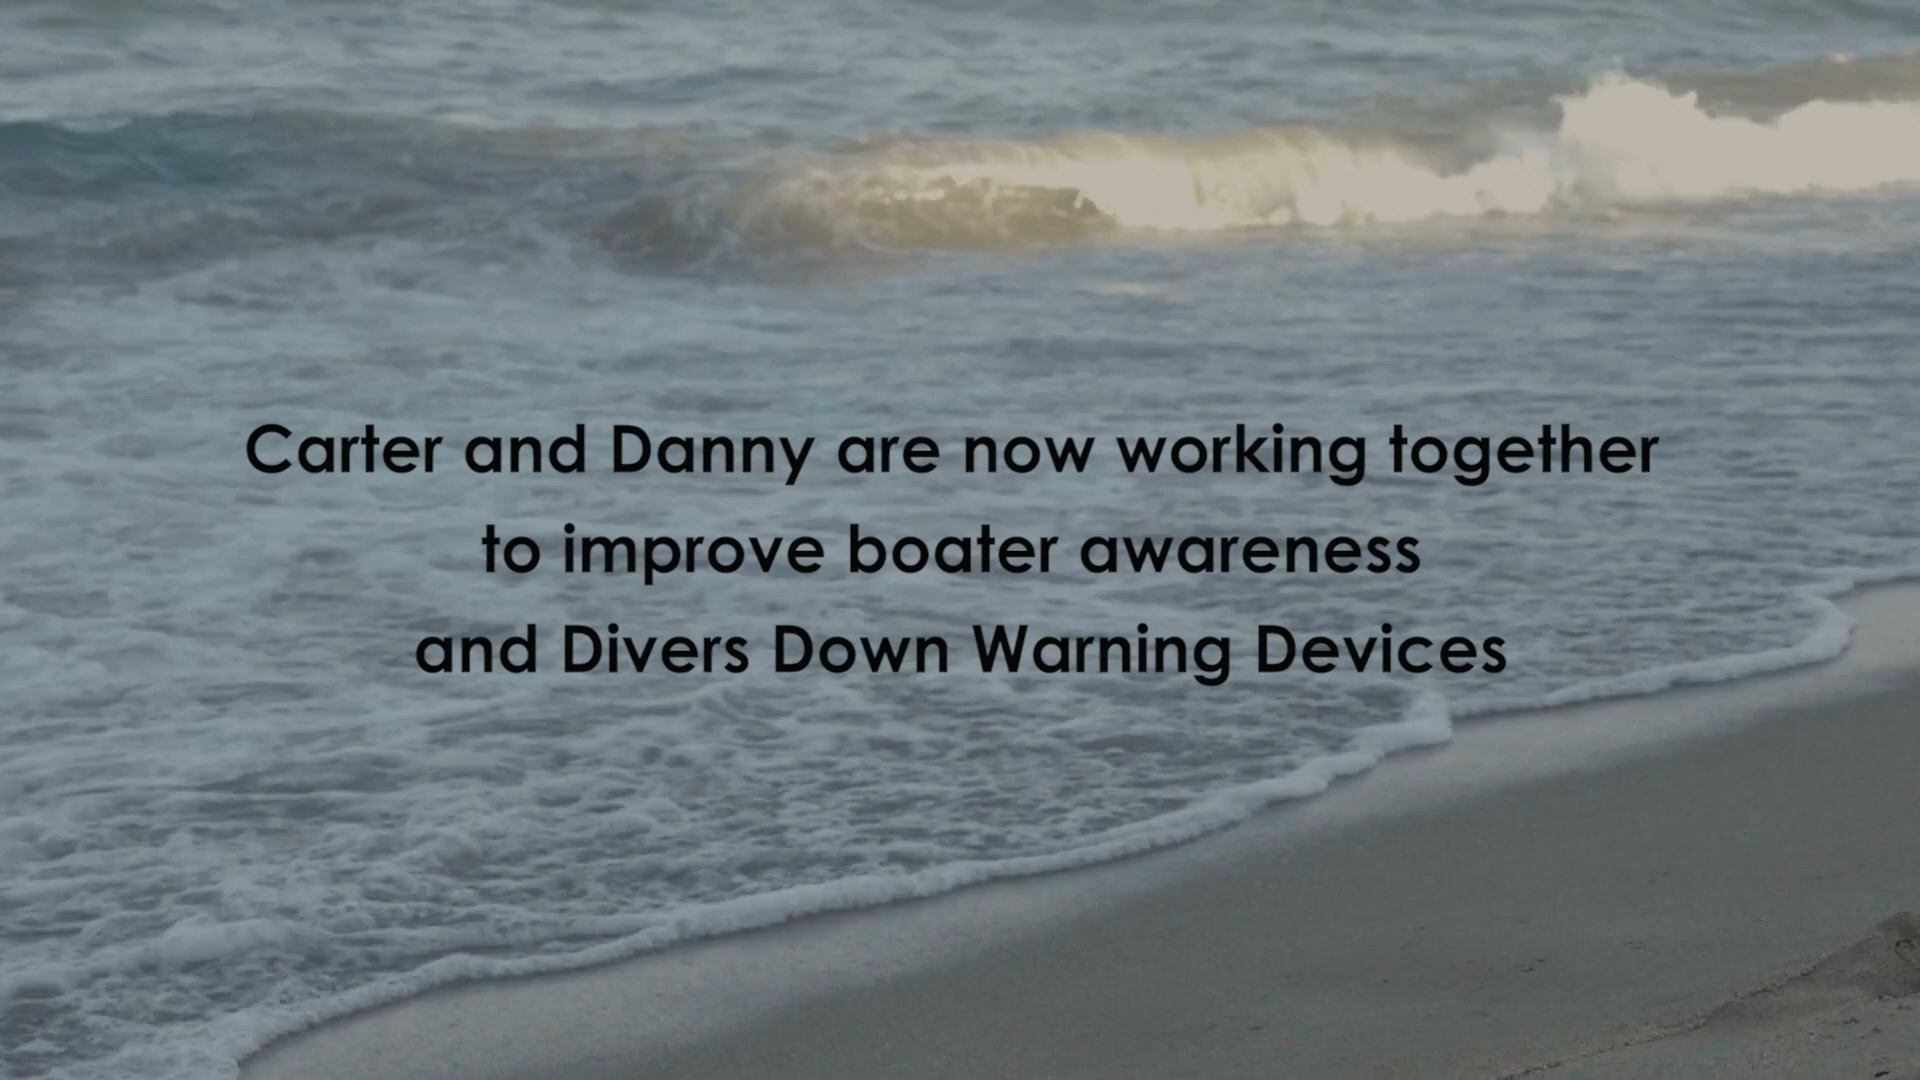 Carter and Danny are now working together
to improve boater awareness
and Divers Down Warning Devices